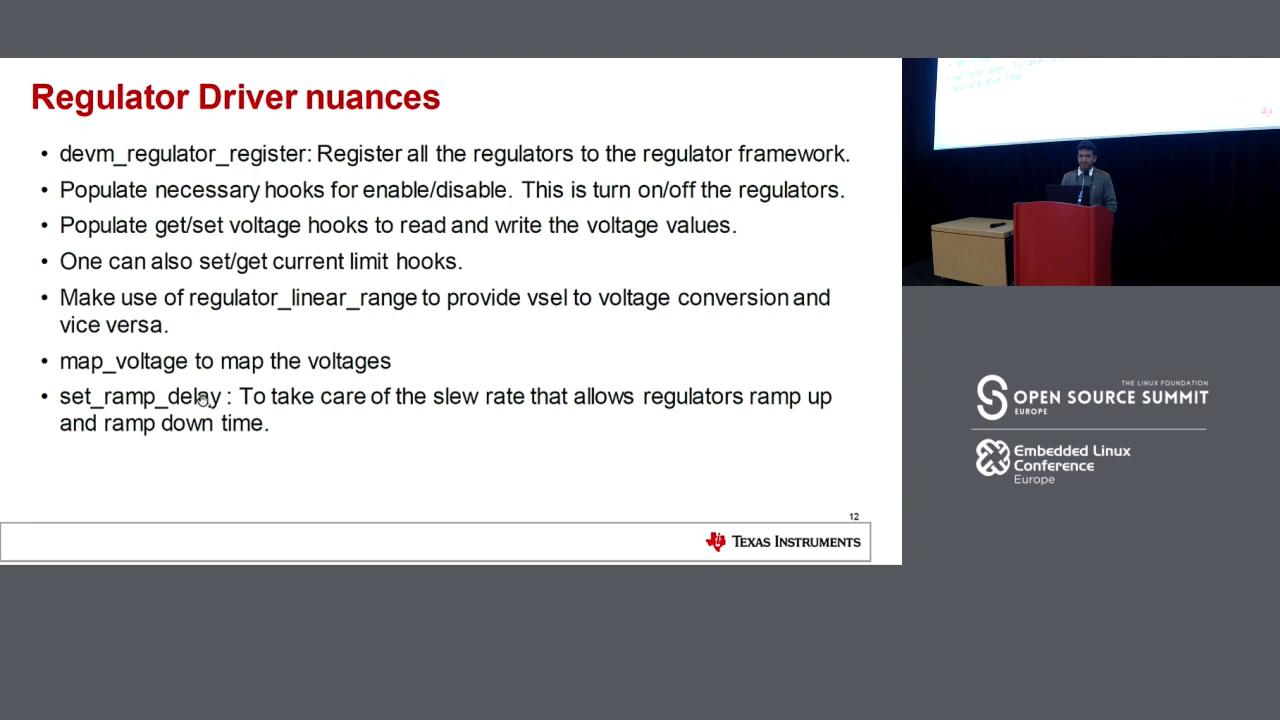 Regulator Driver nuances
• devm_regulator_register: Register all the regulators to the regulator framework.
• Populate necessary hooks for enable/disable. This is turn on/off the regulators.
• Populate get/set voltage hooks to read and write the voltage values.
• One can also set/get current limit hooks.
• Make use of regulator_linear_range to provide vsel to voltage conversion and
vice versa.
• map_voltage to map the voltages
• set_ramp_delay : To take care of the slew rate that allows regulators ramp up
and ramp down time.
12
TEXAS INSTRUMENTS
THE LINUX FOUNDATION
OPEN SOURCE SUMMIT
EUROPE
Embedded Linux
Conference
Europe